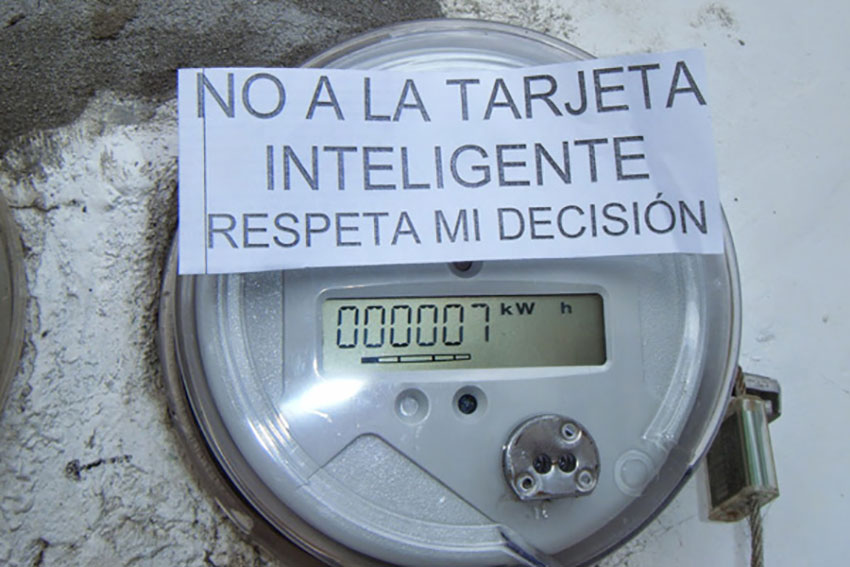 NO A LA TARJETA
INTELIGENTE
RESPETA MI DECISIÓN
000007 kW h